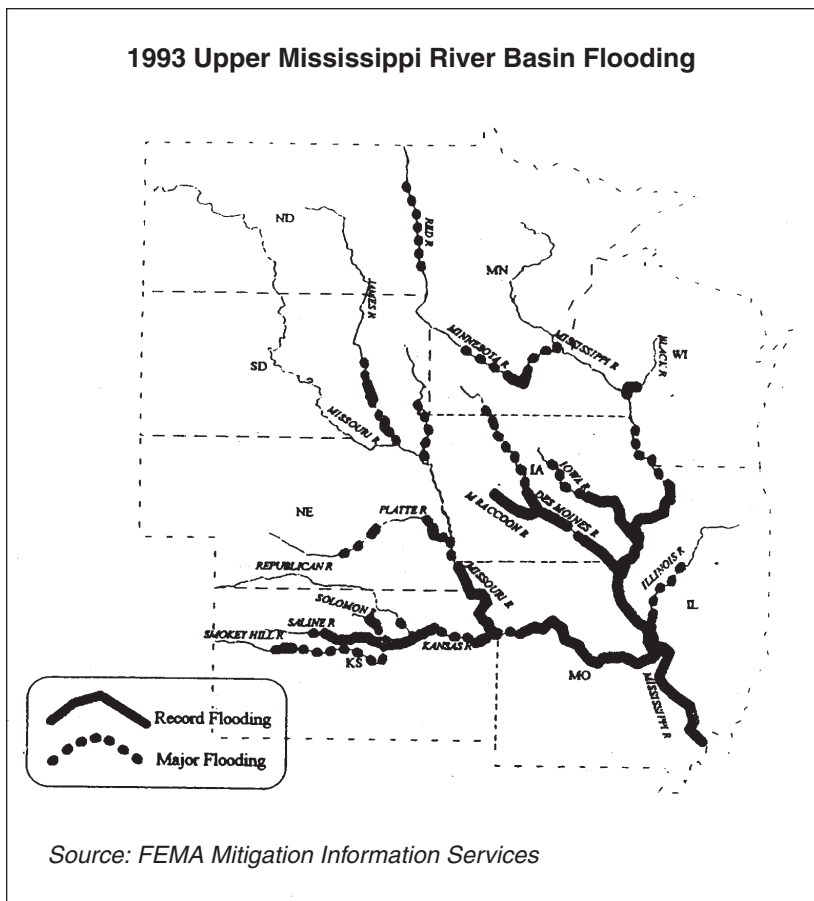 1993 Upper Mississippi River Basin Flooding
ND
RED R
MN
JAMES R
MINNESOTA R
MISSISSIPPI R
BLACK R
WI
SD
MISSOURI R
IA
IOWA R
NE
PLATTE R
M RACCOON R
DES MOINES R
REPUBLICAN R
MISSOURI R
ILLINOIS R
IL
SOLOMON R
SALINE R
SMOKEY HILL R
KS
KANSAS R
MO
MISSISSIPPI R
Record Flooding
Major Flooding
Source: FEMA Mitigation Information Services